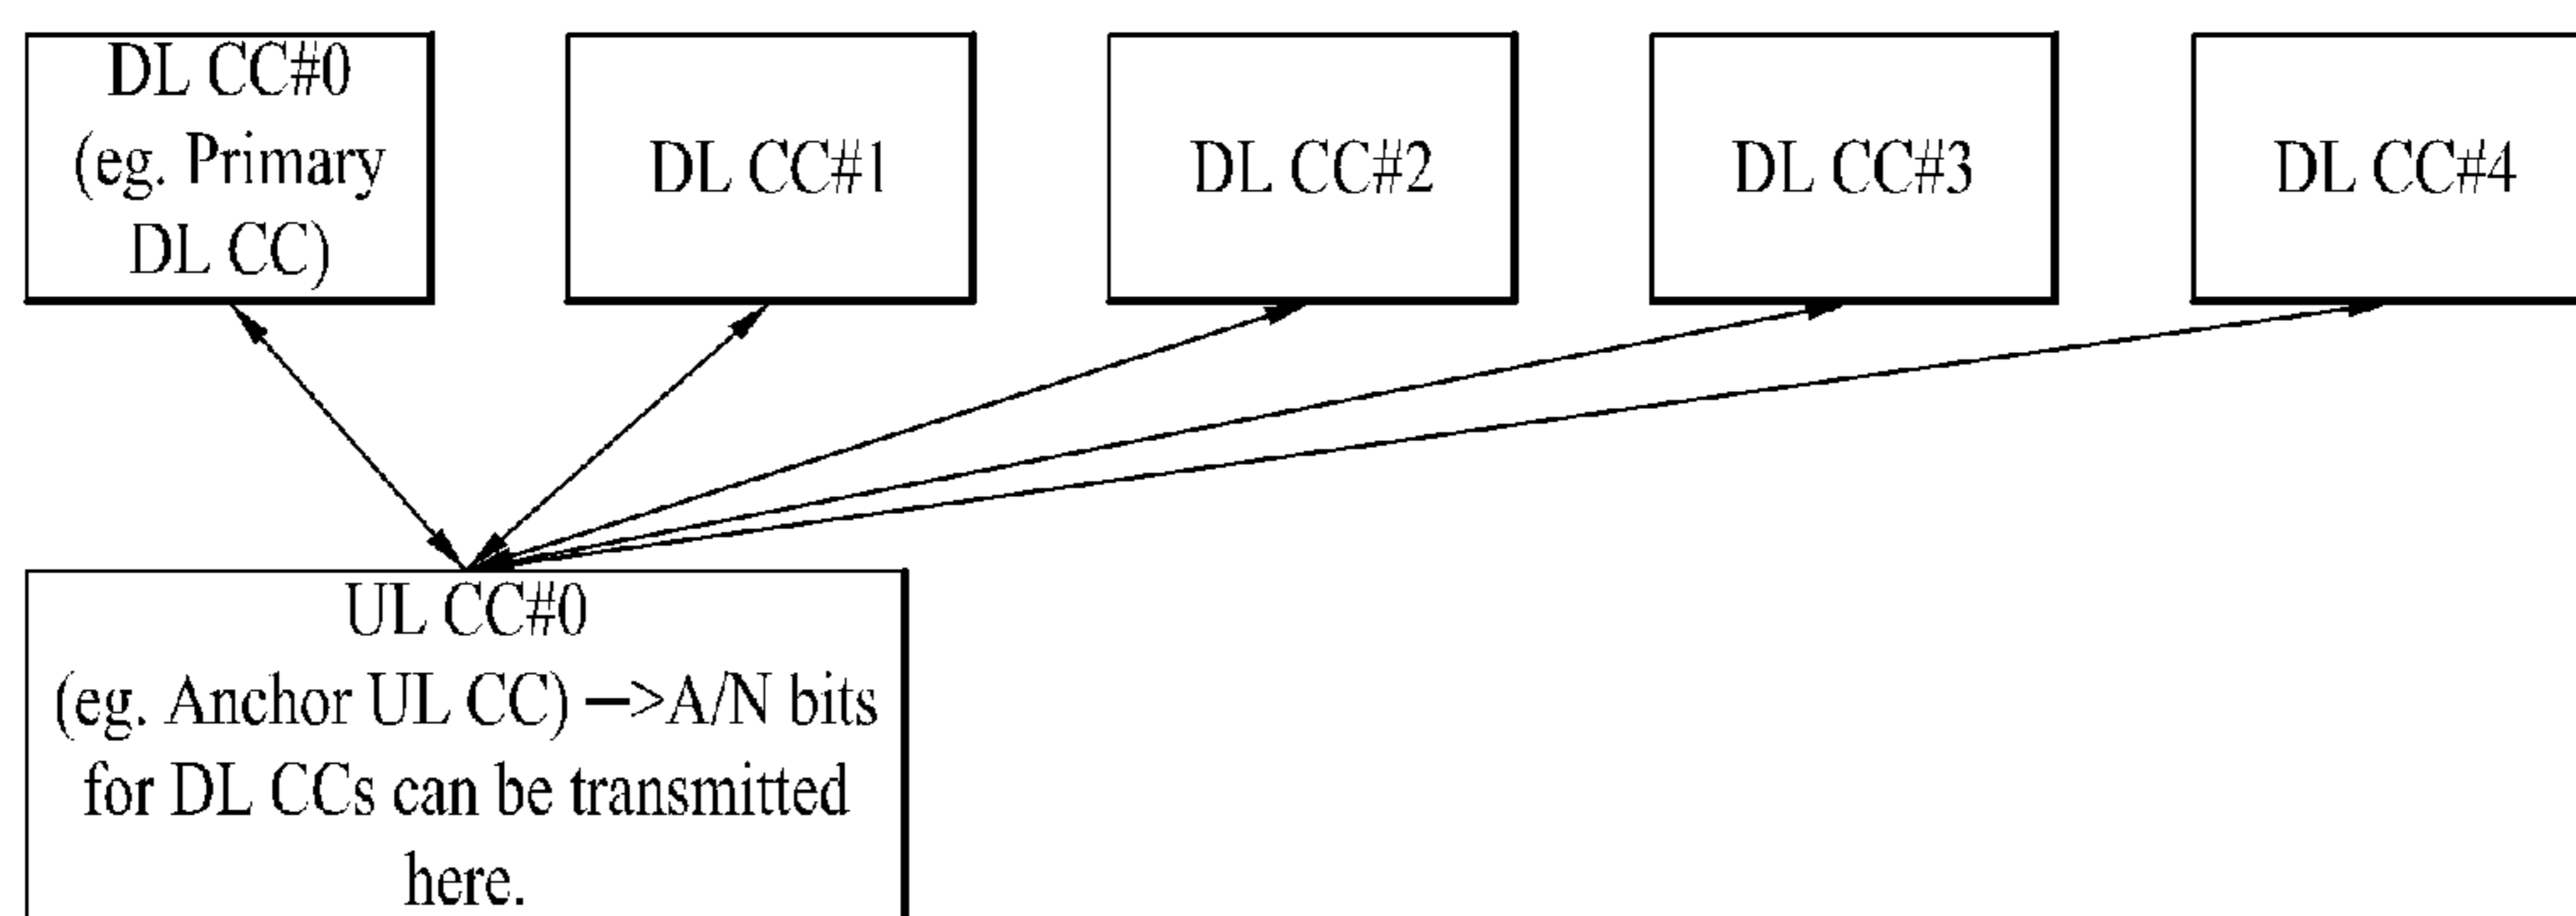 DL CC#0
(eg. Primary
DL CC)
DL CC#1
DL CC#2
DL CC#3
DL CC#4
UL CC#0
(eg. Anchor UL CC) —>A/N bits
for DL CCs can be transmitted
here.